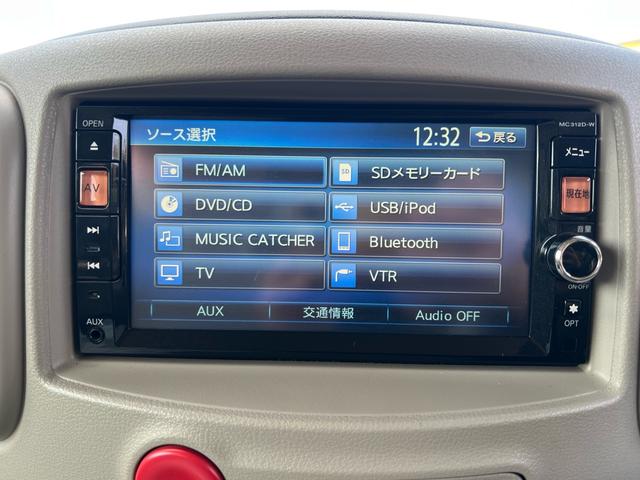 OPEN
MC312D-W
ソース選択
12:32
戻る
メニュー
AV
FM/AM
SDメモリーカード
現在地
DVD/CD
USB/iPod
MUSIC CATCHER
Bluetooth
音量
TV
VTR
ON·OFF
AUX
交通情報
Audio OFF
AUX
OPT